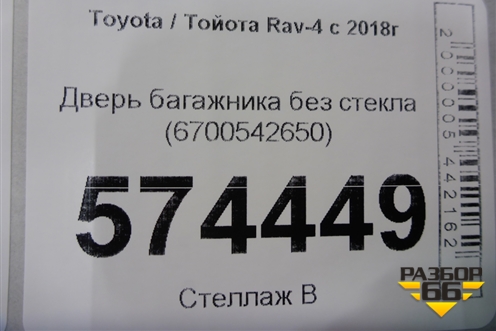 Toyota / Тойота Rav-4 с 2018г
Дверь багажника без стекла
(6700542650)
574449
Стеллаж В
2000005442162
РАЗБОР
66